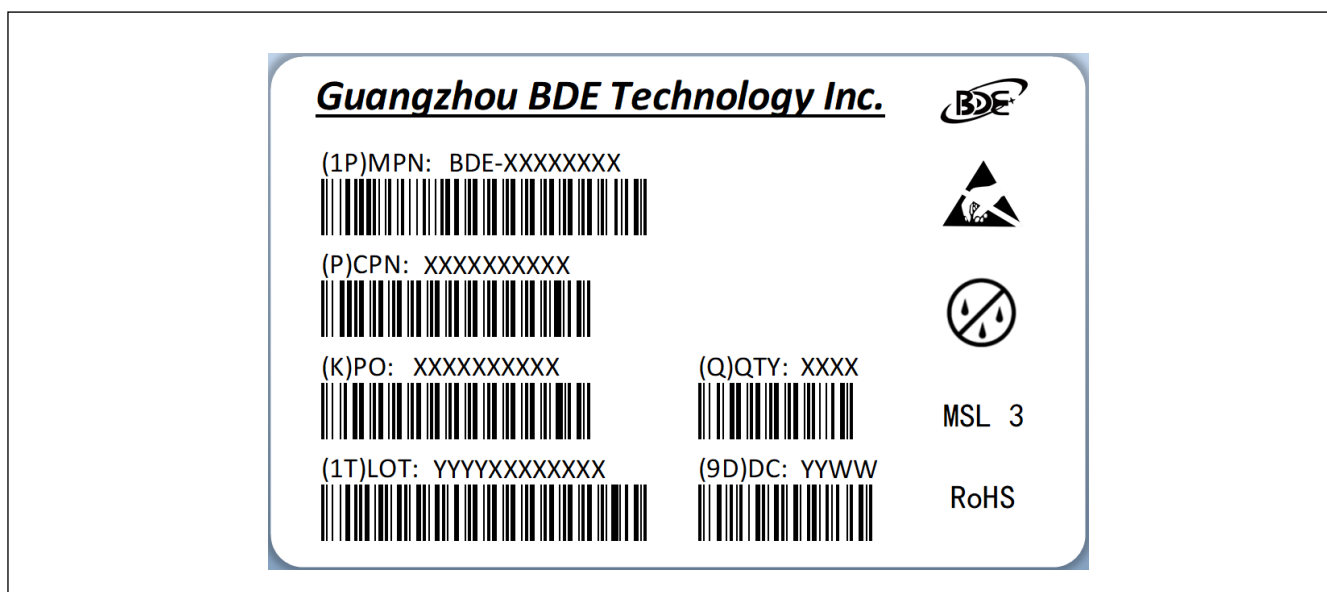 Guangzhou BDE Technology Inc.
BDE
(1P)MPN: BDE-XXXXXXXX
(P)CPN: XXXXXXXXXX
(K)PO: XXXXXXXXXX
(Q)QTY: XXXX
MSL 3
(1T)LOT: YYYYXXXXXXXX
(9D)DC: YYWW
RoHS